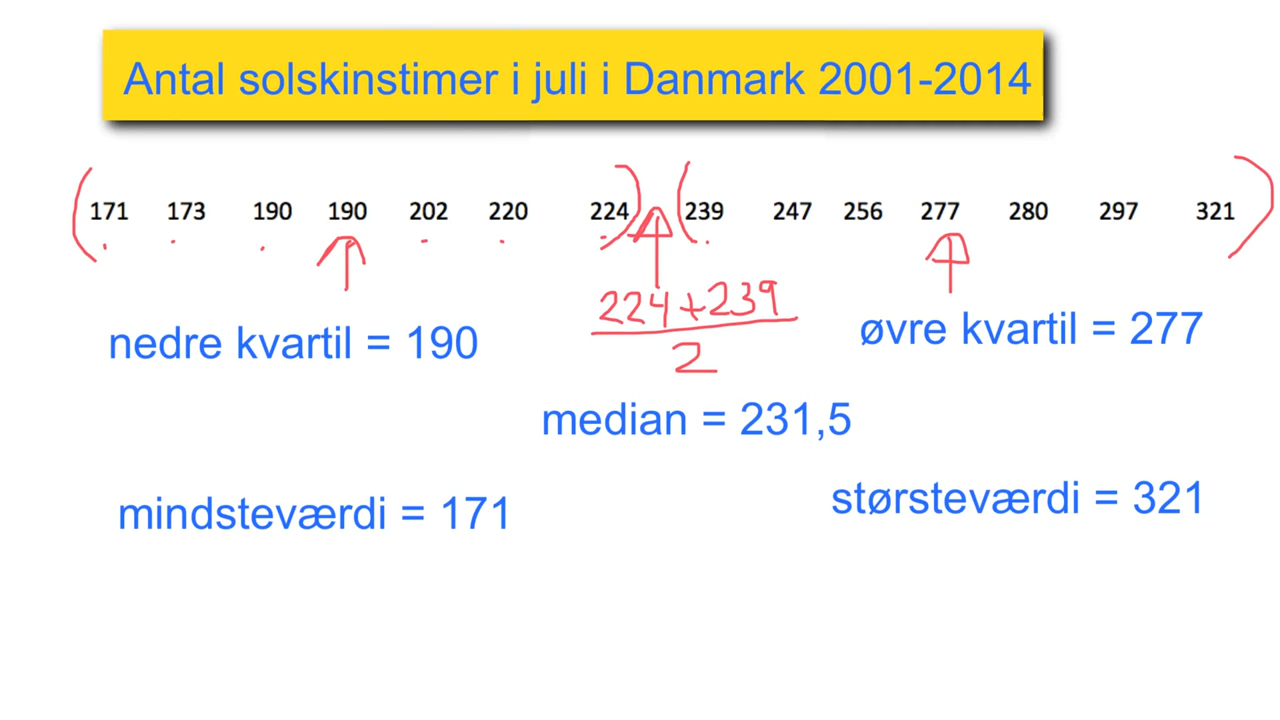 Antal solskinstimer i juli i Danmark 2001-2014
( 171 173 190 190 202 220 224 ) ( 239 247 256 277 280 297 321 )
224+239
2
nedre kvartil = 190
øvre kvartil = 277
median = 231,5
mindsteværdi = 171
størsteværdi = 321